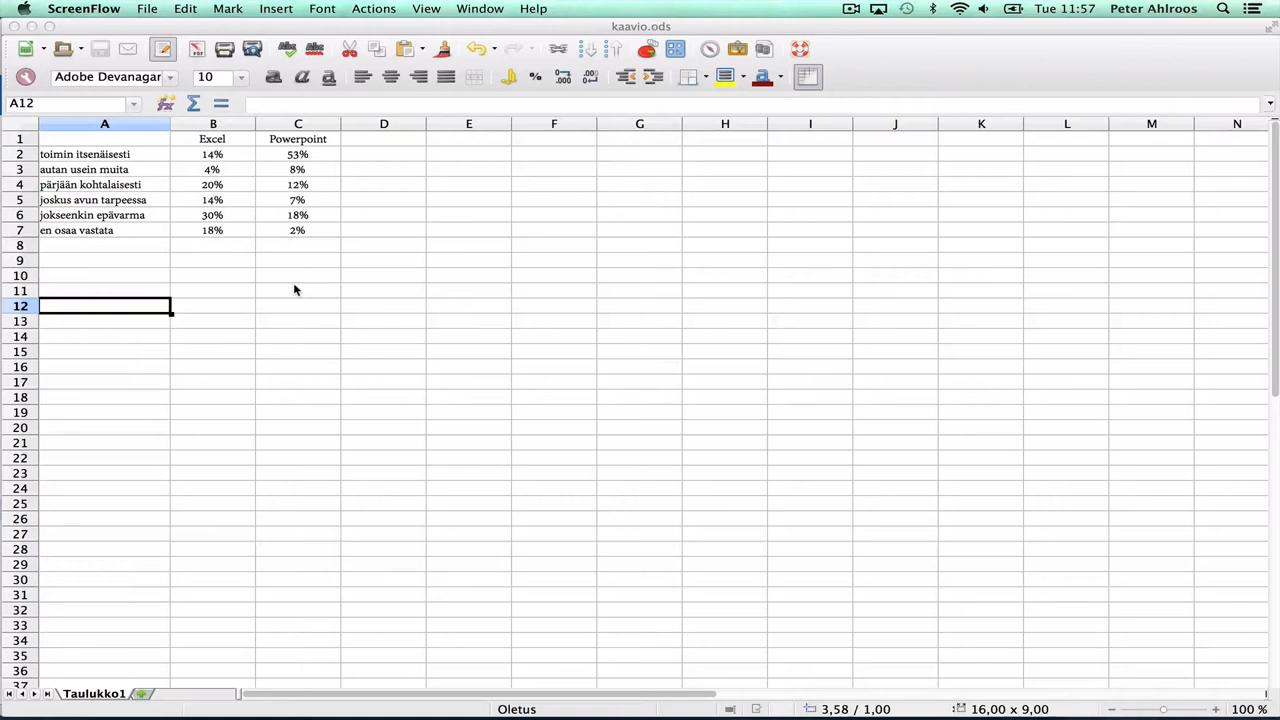 ScreenFlow File Edit Mark Insert Font Actions View Window Help Tue 11:57 Peter Ahlroos
kaavio.ods
Adobe Devanagar 10
A12
A B C D E F G H I J K L M N
1 Excel Powerpoint
2 toimin itsenäisesti 14% 53%
3 autan usein muita 4% 8%
4 pärjään kohtalaisesti 20% 12%
5 joskus avun tarpeessa 14% 7%
6 jokseenkin epävarma 30% 18%
7 en osaa vastata 18% 2%
8
9
10
11
12
13
14
15
16
17
18
19
20
21
22
23
24
25
26
27
28
29
30
31
32
33
34
35
36
37
Taulukko1
Oletus 3,58 / 1,00 16,00 x 9,00 100 %